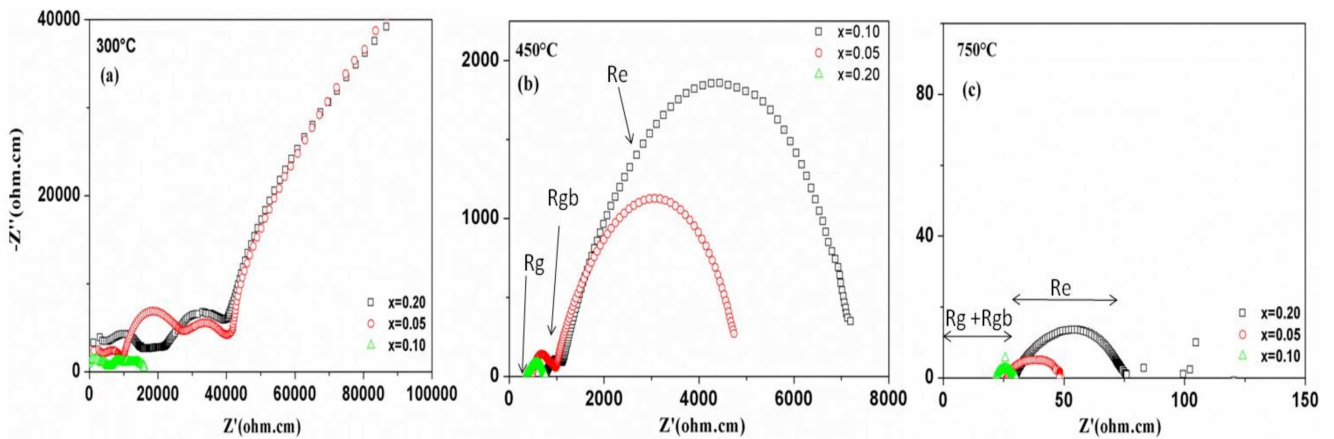 -Z"(ohm.cm)
40000
20000
0
300°C
(a)
□ x=0.20
○ x=0.05
△ x=0.10
0 20000 40000 60000 80000 100000
Z'(ohm.cm)
2000
1000
0
450°C
(b)
Re
Rgb
Rg
□ x=0.10
○ x=0.05
△ x=0.20
0 2000 4000 6000 8000
Z'(ohm.cm)
80
40
0
750°C
(c)
Re
Rg +Rgb
□ x=0.20
○ x=0.05
△ x=0.10
0 50 100 150
Z'(ohm.cm)